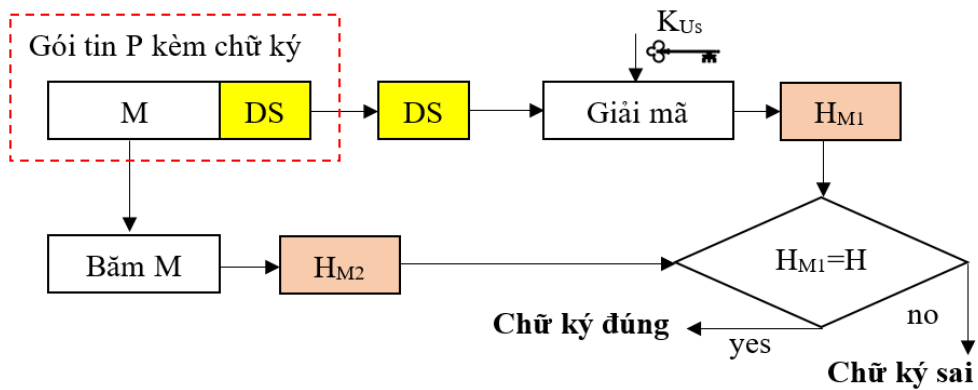 K_Us
Gói tin P kèm chữ ký
M DS DS Giải mã H_M1
Băm M H_M2 H_M1=H
Chữ ký đúng yes no
Chữ ký sai